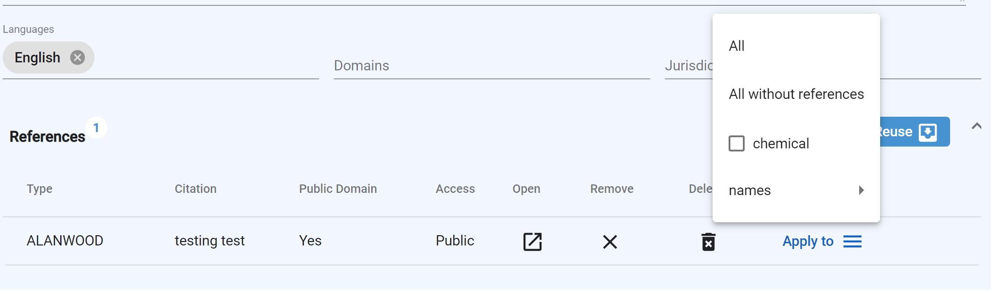 Languages
English
Domains
Jurisdic
All
All without references
chemical
names
References 1
Reuse
Type Citation Public Domain Access Open Remove Dele
ALANWOOD testing test Yes Public Apply to